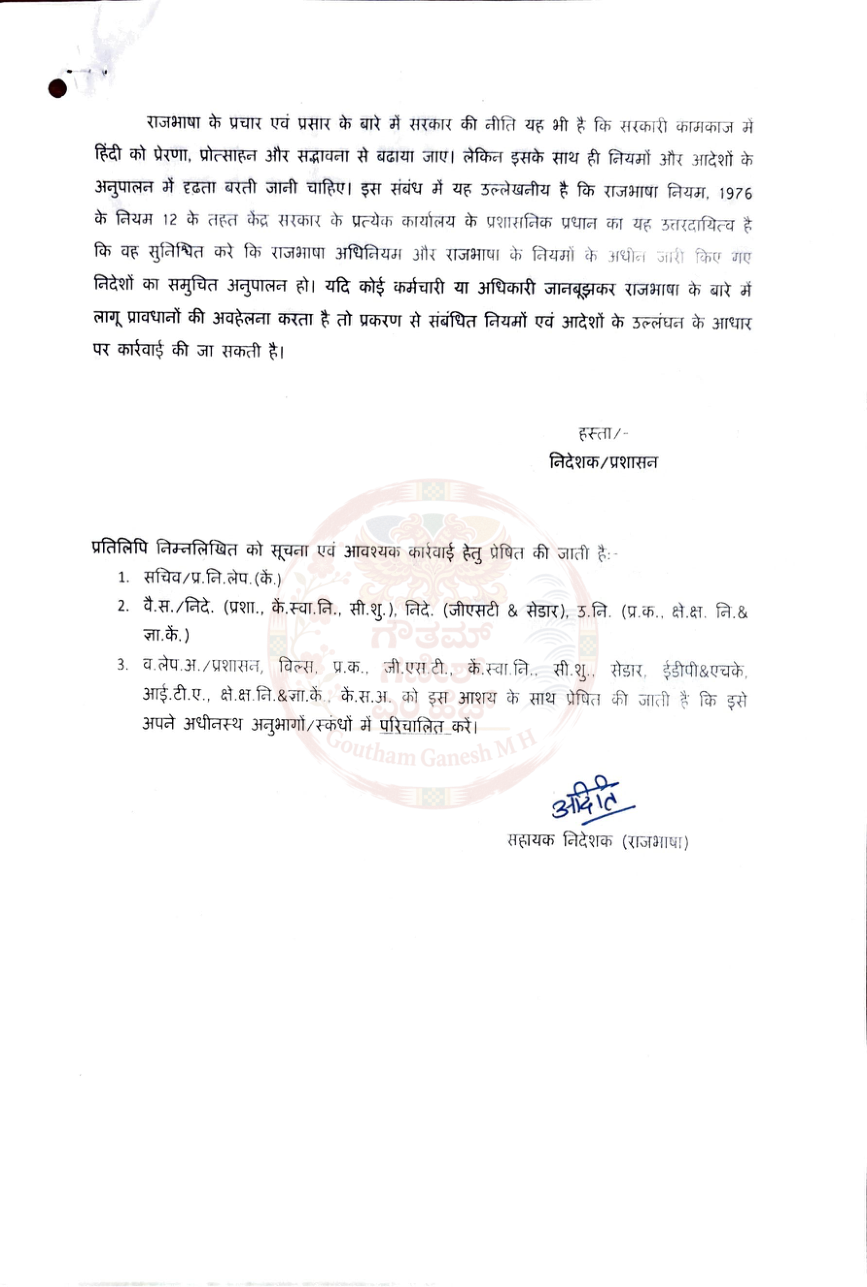 राजभाषा के प्रचार एवं प्रसार के बारे में सरकार की नीति यह भी है कि सरकारी कामकाज में
हिंदी को प्रेरणा, प्रोत्साहन और सद्भावना से बढाया जाए। लेकिन इसके साथ ही नियमों और आदेशों के
अनुपालन में दृढता बरती जानी चाहिए। इस संबंध में यह उल्लेखनीय है कि राजभाषा नियम, 1976
के नियम 12 के तहत केंद्र सरकार के प्रत्येक कार्यालय के प्रशासनिक प्रधान का यह उत्तरदायित्व है
कि वह सुनिश्चित करे कि राजभाषा अधिनियम और राजभाषा के नियमों के अधीन जारी किए गए
निदेशों का समुचित अनुपालन हो। यदि कोई कर्मचारी या अधिकारी जानबूझकर राजभाषा के बारे में
लागू प्रावधानों की अवहेलना करता है तो प्रकरण से संबंधित नियमों एवं आदेशों के उल्लंघन के आधार
पर कार्रवाई की जा सकती है।
हस्ता/-
निदेशक/प्रशासन
प्रतिलिपि निम्नलिखित को सूचना एवं आवश्यक कार्रवाई हेतु प्रेषित की जाती है:-
1. सचिव/प्र.नि.लेप.(कें.)
2. वै.स./निदे. (प्रशा., कें.स्वा.नि., सी.शु.), निदे. (जीएसटी & सेडार), उ.नि. (प्र.क., क्षे.क्ष. नि.&
ज्ञा.कें.)
3. व.लेप.अ./प्रशासन, विल्स, प्र.क., जी.एस.टी., कें.स्वा.नि., सी.शु., सेडार, ईडीपी&एचके,
आई.टी.ए., क्षे.क्ष.नि.&ज्ञा.कें., कें.स.अ. को इस आशय के साथ प्रेषित की जाती है कि इसे
अपने अधीनस्थ अनुभागों/स्कंधों में परिचालित करें।
ಗೌತಮ್
ಗಣೇಶ್
ಎಂ ಹೆಚ್
Goutham Ganesh M H
अदिति
सहायक निदेशक (राजभाषा)